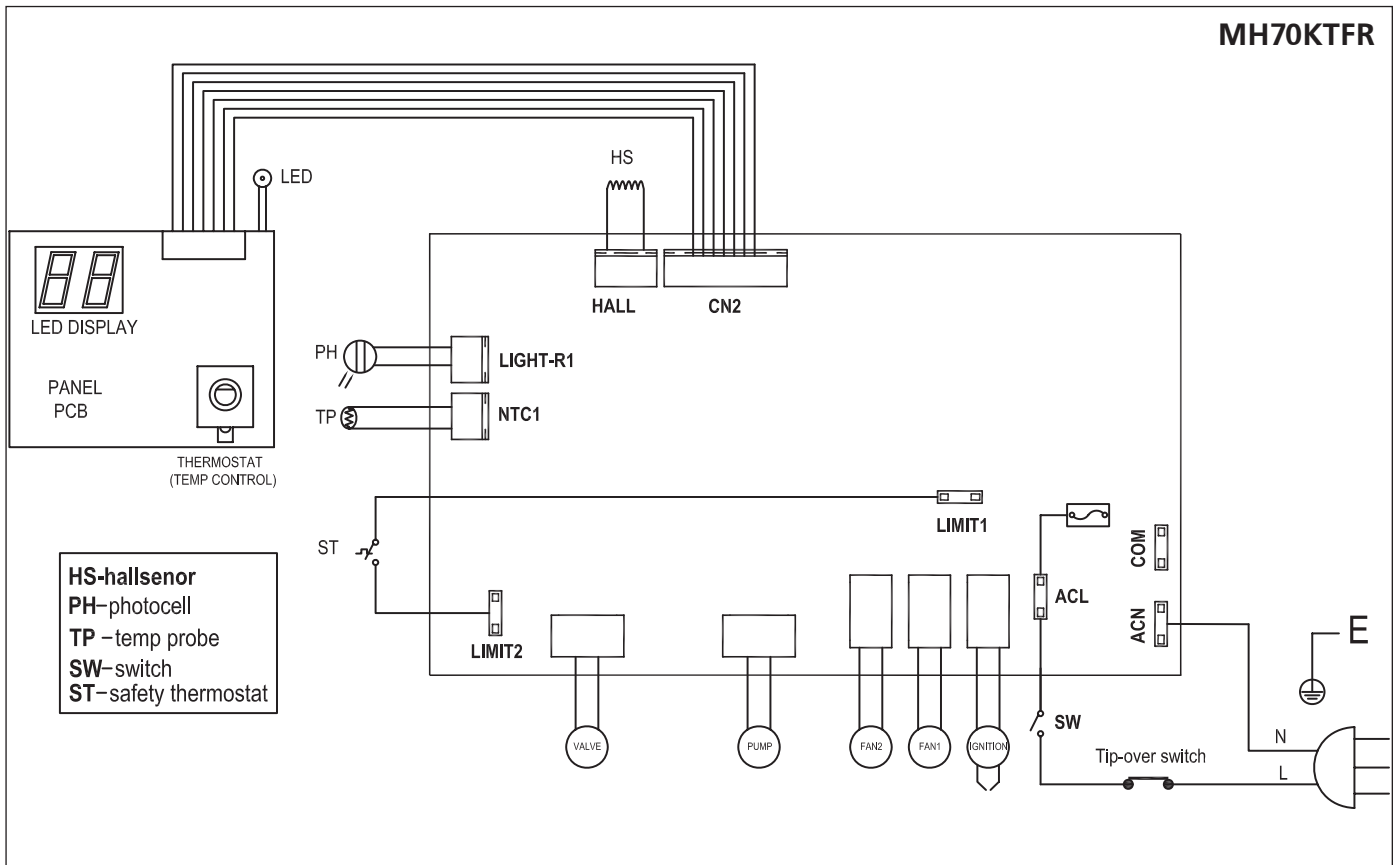 MH70KTFR
LED
HS
LED DISPLAY
PANEL
PCB
THERMOSTAT
(TEMP CONTROL)
HALL
CN2
PH
LIGHT-R1
TP
NTC1
ST
LIMIT1
LIMIT2
COM
ACL
ACN
E
HS-hallsenor
PH-photocell
TP -temp probe
SW-switch
ST-safety thermostat
VALVE
PUMP
FAN2
FAN1
IGNITION
SW
Tip-over switch
N
L